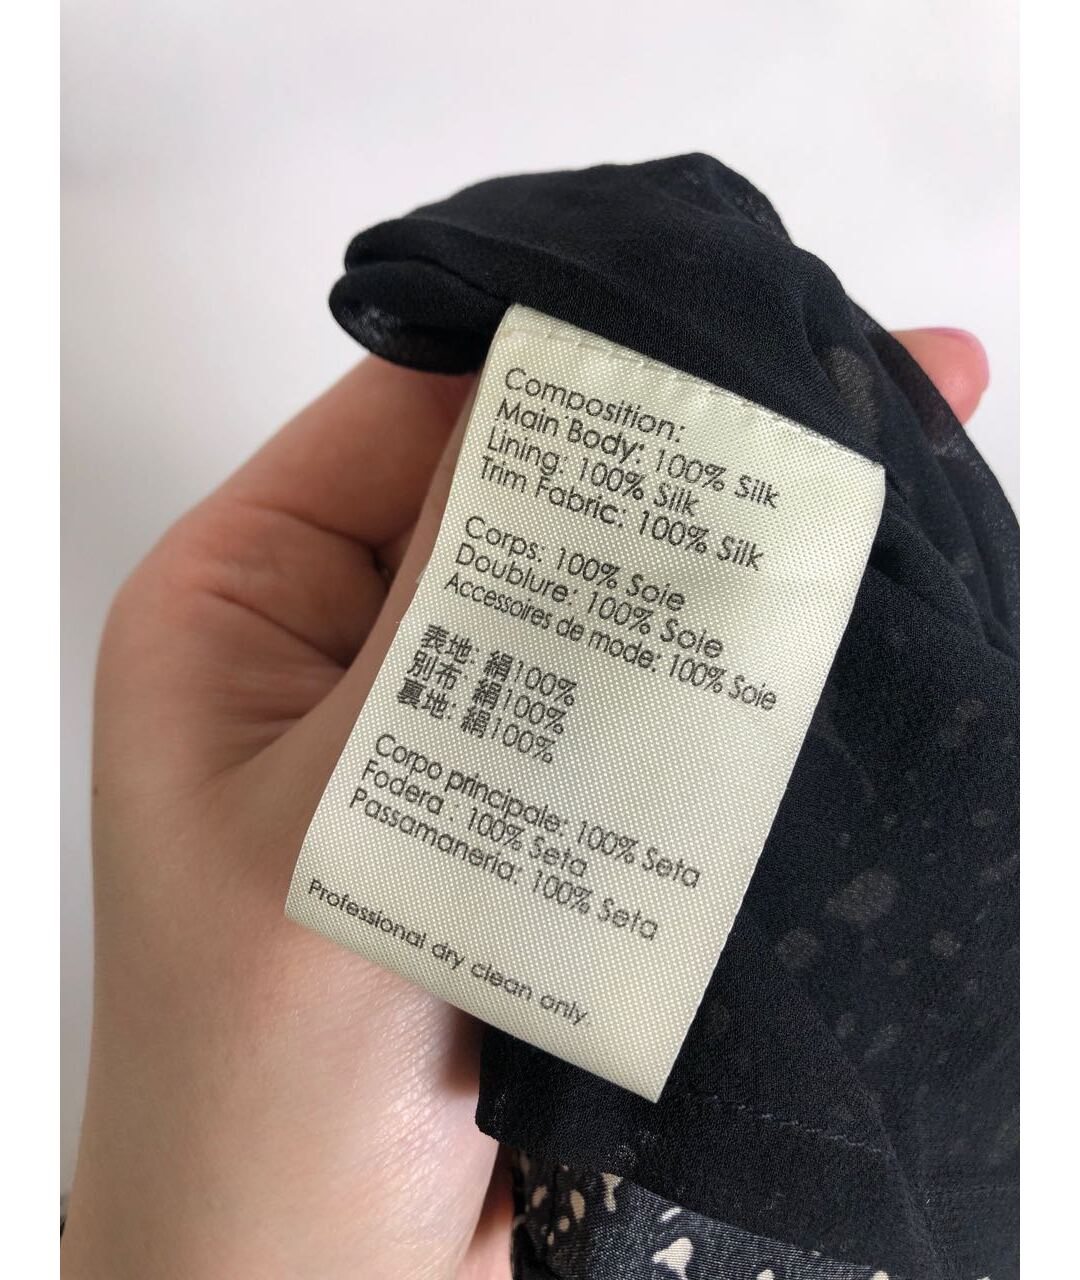 Composition:
Main Body: 100% Silk
Lining: 100% Silk
Trim Fabric: 100% Silk
Corps. 100% Soie
Doublure: 100% Soie
Accessoires de mode: 100% Soie
表地: 絹100%
別布: 絹100%
裏地: 絹100%
Corpo principale: 100% Seta
Fodera : 100% Seta
Passamaneria: 100% Seta
Professional dry clean only.